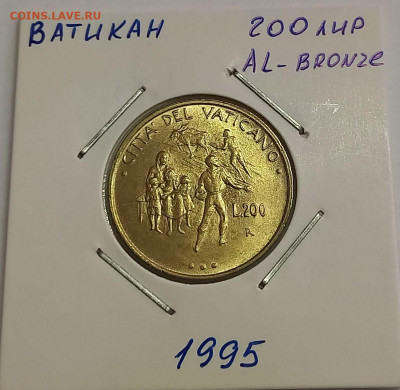 COINS.LAVE.RU
ВАТИКАН
200 ЛИР
AL-BRONZE
CITTA' DEL VATICANO
L.200
R
1995